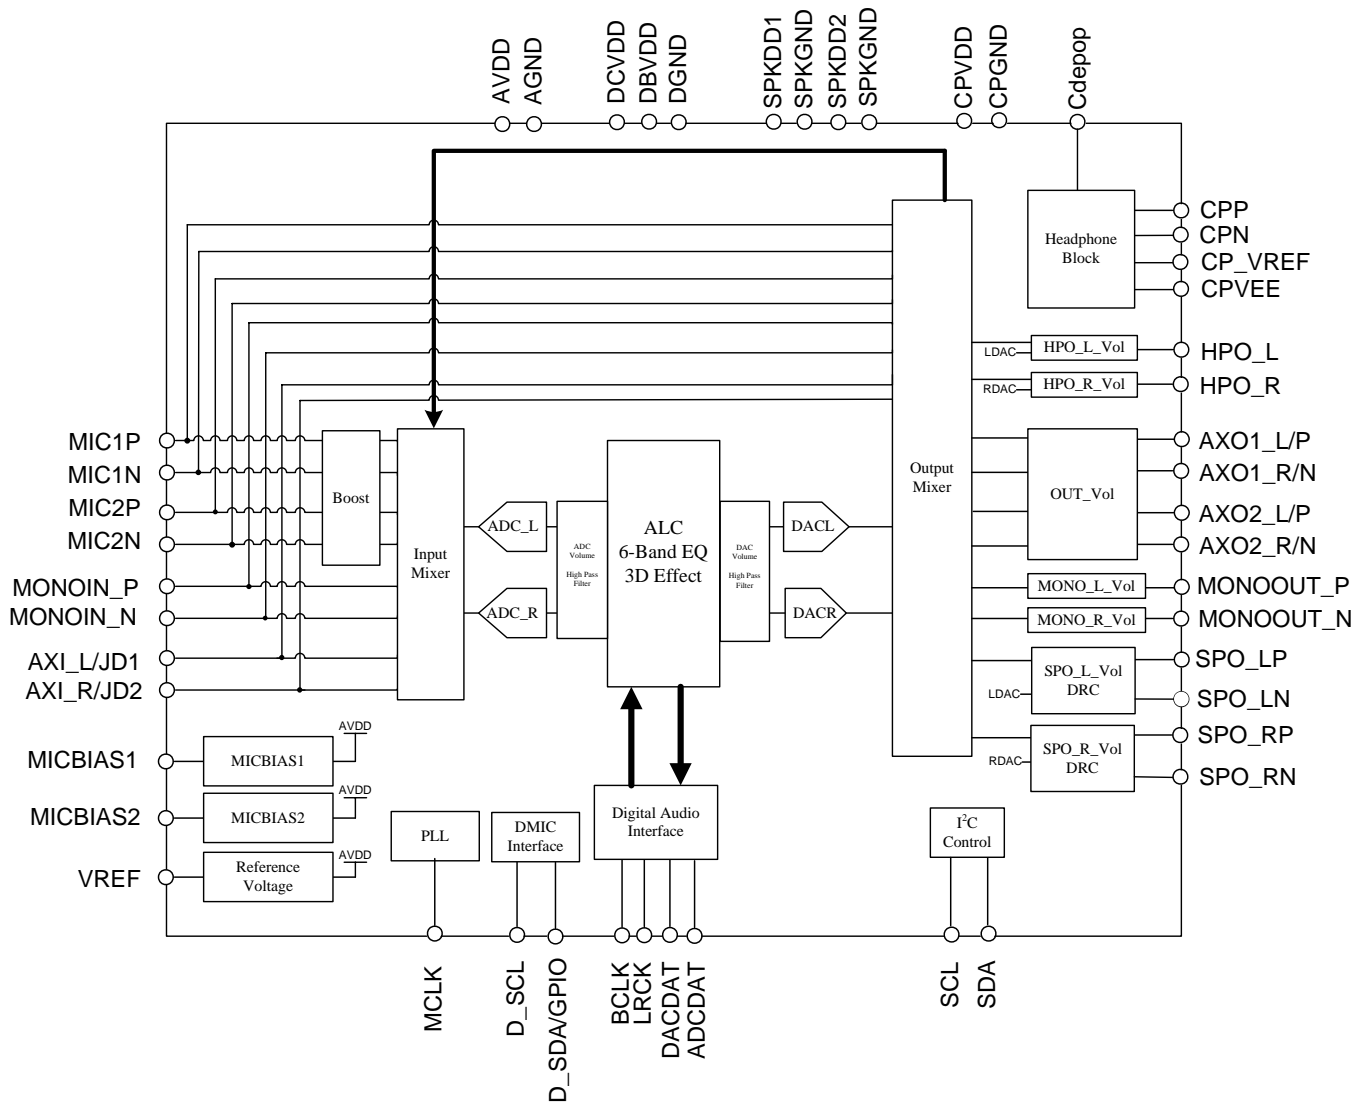 AVDD
AGND
DCVDD
DBVDD
DGND
SPKDD1
SPKGND
SPKDD2
SPKGND
CPVDD
CPGND
Cdepop
Headphone
Block
CPP
CPN
CP_VREF
CPVEE
LDAC
HPO_L_Vol
HPO_L
RDAC
HPO_R_Vol
HPO_R
MIC1P
MIC1N
MIC2P
MIC2N
MONOIN_P
MONOIN_N
AXI_L/JD1
AXI_R/JD2
Boost
Input
Mixer
ADC_L
ADC_R
ADC
Volume
High Pass
Filter
ALC
6-Band EQ
3D Effect
DAC
Volume
High Pass
Filter
DACL
DACR
Output
Mixer
OUT_Vol
AXO1_L/P
AXO1_R/N
AXO2_L/P
AXO2_R/N
MONO_L_Vol
MONOOUT_P
MONO_R_Vol
MONOOUT_N
LDAC
SPO_L_Vol
DRC
SPO_LP
SPO_LN
RDAC
SPO_R_Vol
DRC
SPO_RP
SPO_RN
MICBIAS1
MICBIAS1
AVDD
MICBIAS2
MICBIAS2
AVDD
VREF
Reference
Voltage
AVDD
PLL
DMIC
Interface
Digital Audio
Interface
I2C
Control
MCLK
D_SCL
D_SDA/GPIO
BCLK
LRCK
DACDAT
ADCDAT
SCL
SDA